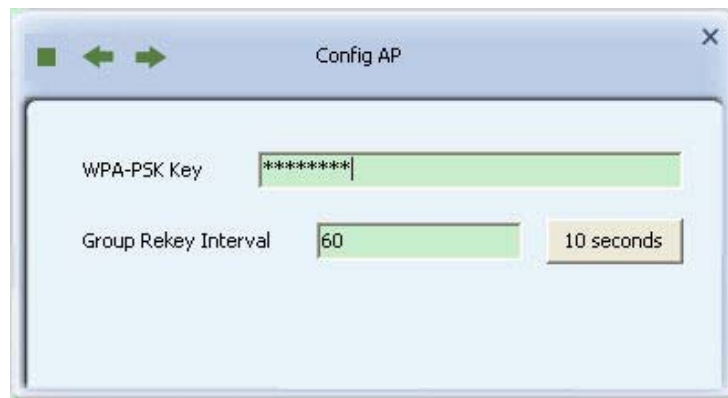 Config AP
WPA-PSK Key ********
Group Rekey Interval 60 10 seconds